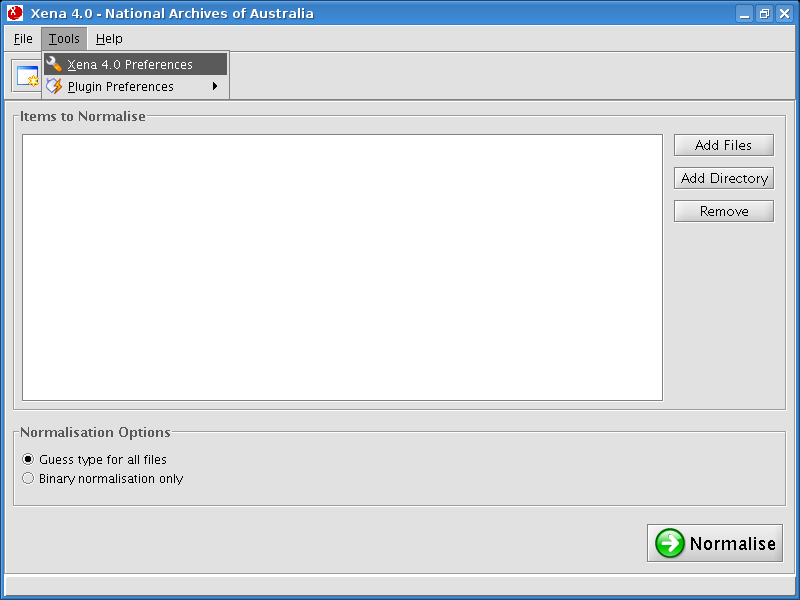 Xena 4.0 - National Archives of Australia
File Tools Help
Xena 4.0 Preferences
Plugin Preferences
Items to Normalise
Add Files
Add Directory
Remove
Normalisation Options
Guess type for all files
Binary normalisation only
Normalise